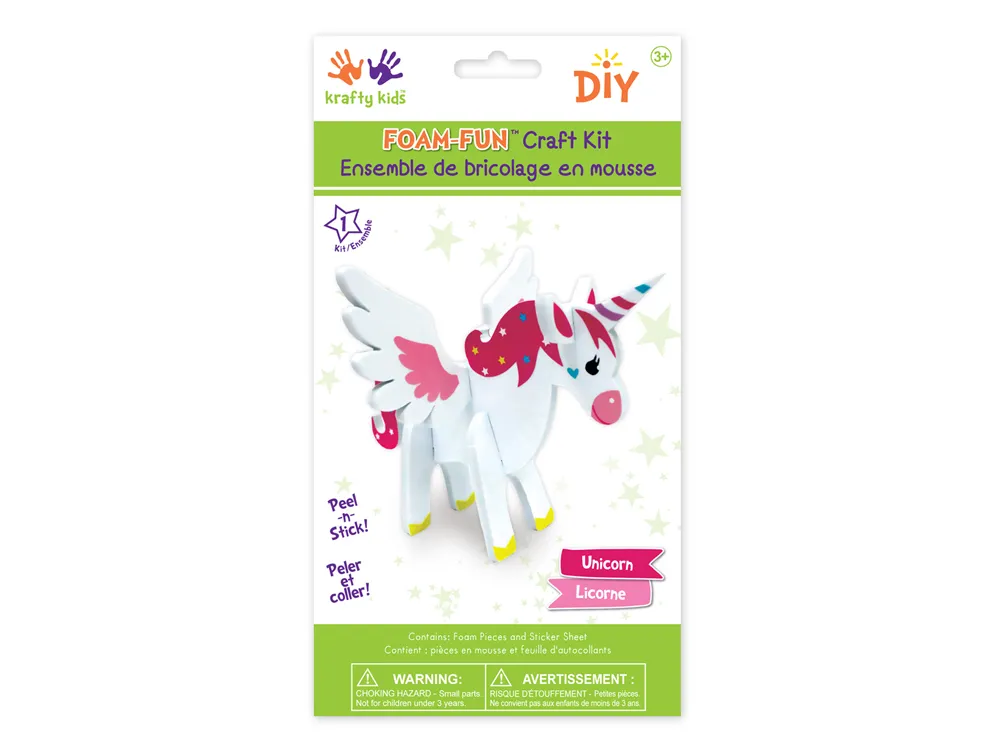 krafty kids™
DiY
3+
FOAM-FUN™ Craft Kit
Ensemble de bricolage en mousse
1
Kit/Ensemble
Peel
-n-
Stick!
Peler
et
coller!
Unicorn
Licorne
Contains: Foam Pieces and Sticker Sheet
Contient : pièces en mousse et feuille d'autocollants
WARNING:
CHOKING HAZARD - Small parts.
Not for children under 3 years.
AVERTISSEMENT :
RISQUE D'ÉTOUFFEMENT - Petites pièces.
Ne convient pas aux enfants de moins de 3 ans.